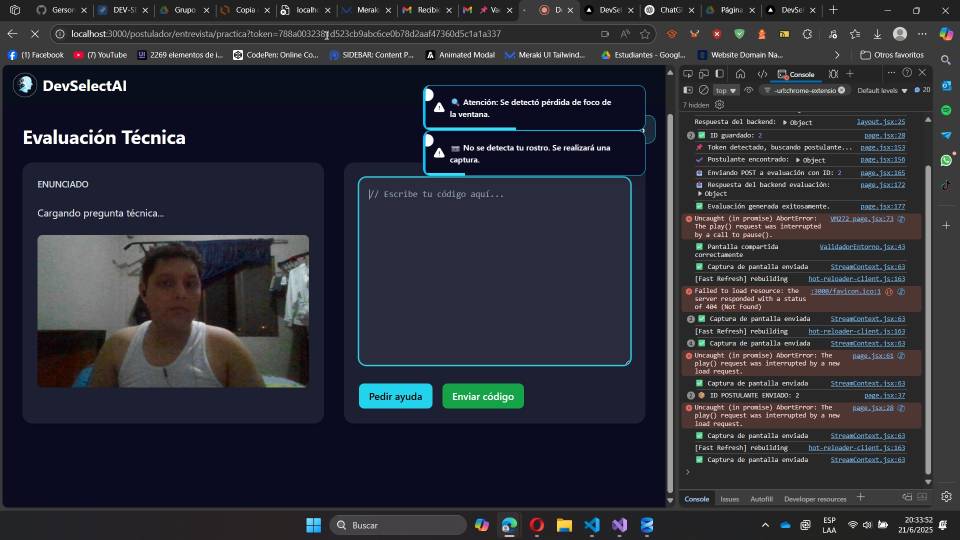 Gerson
DEV-S
Grupo
Copia
localh
Meralo
Recibi
Va
De
DevSe
ChatG
Págin
DevSe
localhost:3000/postulador/entrevista/practica?token=
(1) Facebook
(7) YouTube
2269 elementos de i...
CodePen: Online Co...
SIDEBAR: Content P...
Animated Modal
Meraki UI Tailwind...
Estudiantes - Googl...
Website Domain Na...
Otros favoritos
DevSelectAI
Atención: Se detectó pérdida de foco de
la ventana.
No se detecta tu rostro. Se realizará una
captura.
Evaluación Técnica
ENUNCIADO
Cargando pregunta técnica...
// Escribe tu código aquí...
Pedir ayuda
Enviar código
Console
top
-url:chrome-extensio
Default levels
20
7 hidden
Respuesta del backend: ▶ Object layout.jsx:25
2 ID guardado: 2 page.jsx:28
Token detectado, buscando postulante... page.jsx:153
Postulante encontrado: ▶ Object page.jsx:156
Enviando POST a evaluación con ID: 2 page.jsx:165
Respuesta del backend evaluación: page.jsx:172
▶ Object
Evaluación generada exitosamente. page.jsx:177
Uncaught (in promise) AbortError: VM272 page.jsx:73
The play() request was interrupted
by a call to pause().
Pantalla compartida ValidadorEntorno.jsx:43
correctamente
Captura de pantalla enviada StreamContext.jsx:63
[Fast Refresh] rebuilding hot-reloader-client.js:163
Failed to load resource: the :3000/favicon.ico:1
server responded with a status
of 404 (Not Found)
3 Captura de pantalla enviada StreamContext.jsx:63
[Fast Refresh] rebuilding hot-reloader-client.js:163
4 Captura de pantalla enviada StreamContext.jsx:63
Uncaught (in promise) AbortError: The page.jsx:61
play() request was interrupted by a new
load request.
Captura de pantalla enviada StreamContext.jsx:63
2 ID POSTULANTE ENVIADO: 2 page.jsx:37
Uncaught (in promise) AbortError: The page.jsx:28
play() request was interrupted by a new
load request.
Captura de pantalla enviada StreamContext.jsx:63
[Fast Refresh] rebuilding hot-reloader-client.js:163
Captura de pantalla enviada StreamContext.jsx:63
Console
Issues
Autofill
Developer resources
Buscar
ESP
LAA
20:33:52
21/6/2025